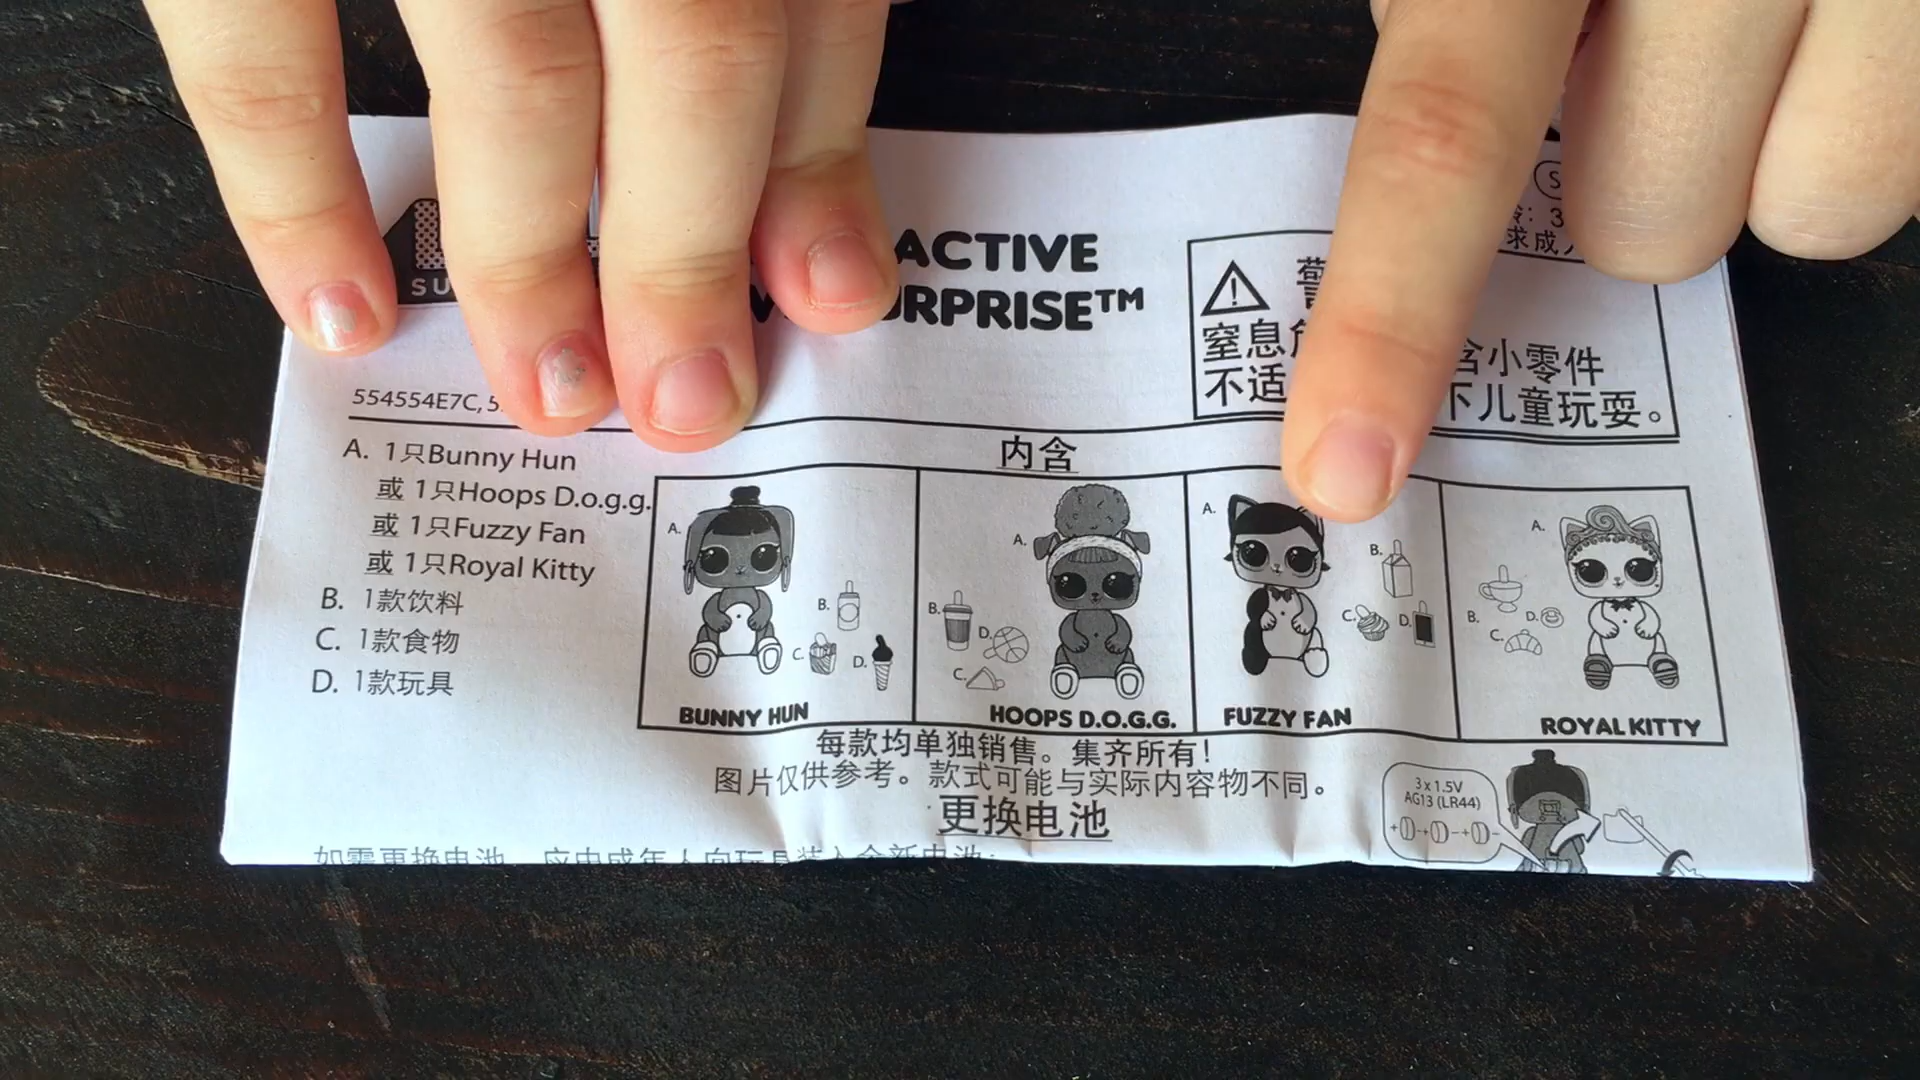 SU
ACTIVE
SURPRISE™
554554E7C, 5
窒息 含小零件
不适 下儿童玩耍。
求成
内含
A. 1只Bunny Hun
或 1只Hoops D.o.g.g.
或 1只Fuzzy Fan
或 1只Royal Kitty
B. 1款饮料
C. 1款食物
D. 1款玩具
A.
B.
C.
D.
BUNNY HUN
A.
B.
D.
C.
HOOPS D.O.G.G.
A.
B.
C.
D.
FUZZY FAN
A.
B.
D.
C.
ROYAL KITTY
每款均单独销售。集齐所有！
图片仅供参考。款式可能与实际内容物不同。
更换电池
3 x 1.5V
AG13 (LR44)